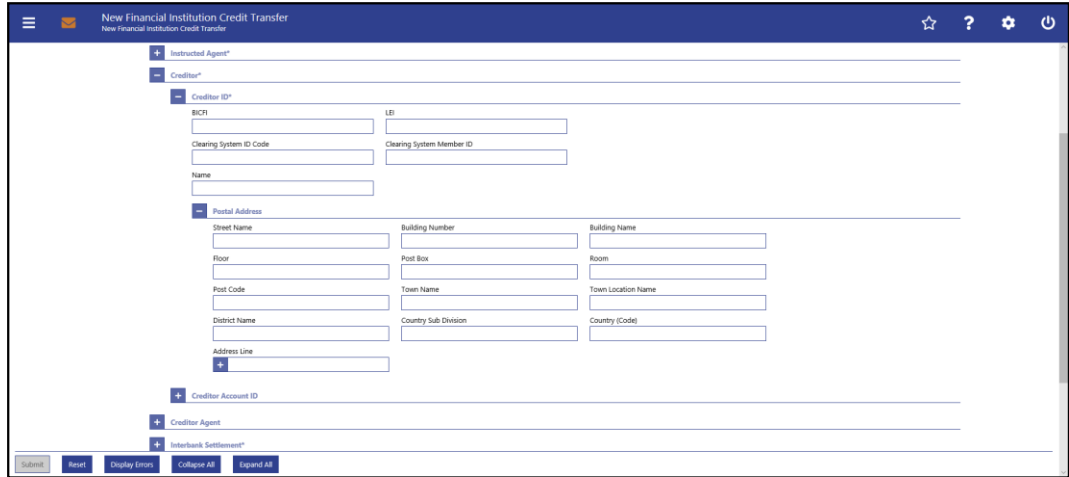 New Financial Institution Credit Transfer
New Financial Institution Credit Transfer
?
+ Instructed Agent*
− Creditor*
− Creditor ID*
BICFI LEI
Clearing System ID Code Clearing System Member ID
Name
− Postal Address
Street Name Building Number Building Name
Floor Post Box Room
Post Code Town Name Town Location Name
District Name Country Sub Division Country (Code)
Address Line
+
+ Creditor Account ID
+ Creditor Agent
+ Interbank Settlement*
Submit Reset Display Errors Collapse All Expand All